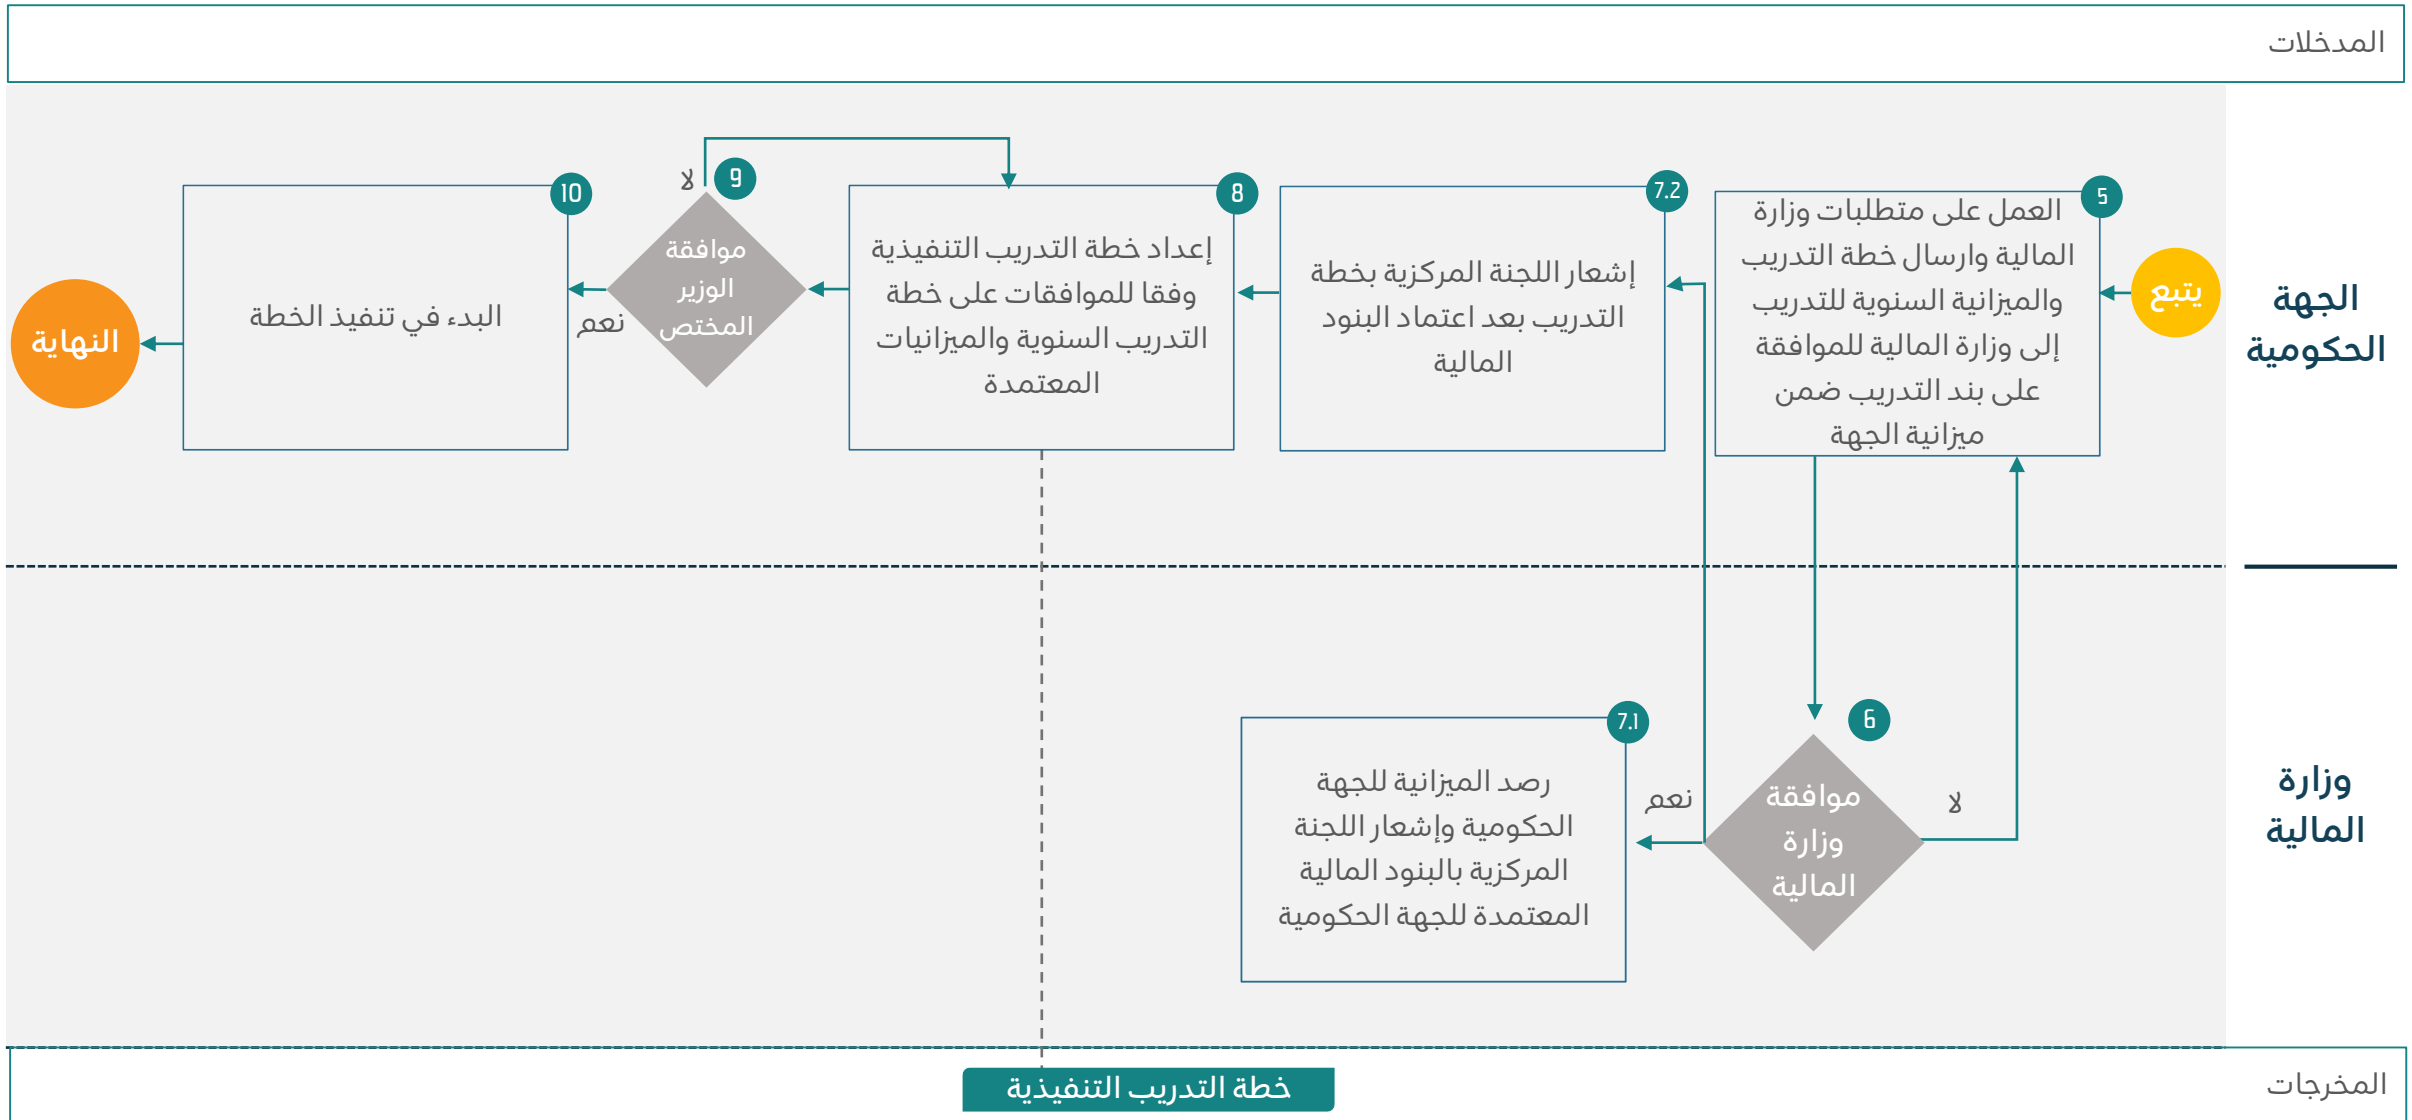 المدخلات
الجهة
الحكومية
يتبع
5
العمل على متطلبات وزارة
المالية وارسال خطة التدريب
والميزانية السنوية للتدريب
إلى وزارة المالية للموافقة
على بند التدريب ضمن
ميزانية الجهة
7.2
إشعار اللجنة المركزية بخطة
التدريب بعد اعتماد البنود
المالية
8
إعداد خطة التدريب التنفيذية
وفقا للموافقات على خطة
التدريب السنوية والميزانيات
المعتمدة
9
لا
موافقة
الوزير
المختص
نعم
10
البدء في تنفيذ الخطة
النهاية
وزارة
المالية
6
لا
موافقة
وزارة
المالية
نعم
7.1
رصد الميزانية للجهة
الحكومية وإشعار اللجنة
المركزية بالبنود المالية
المعتمدة للجهة الحكومية
المخرجات
خطة التدريب التنفيذية